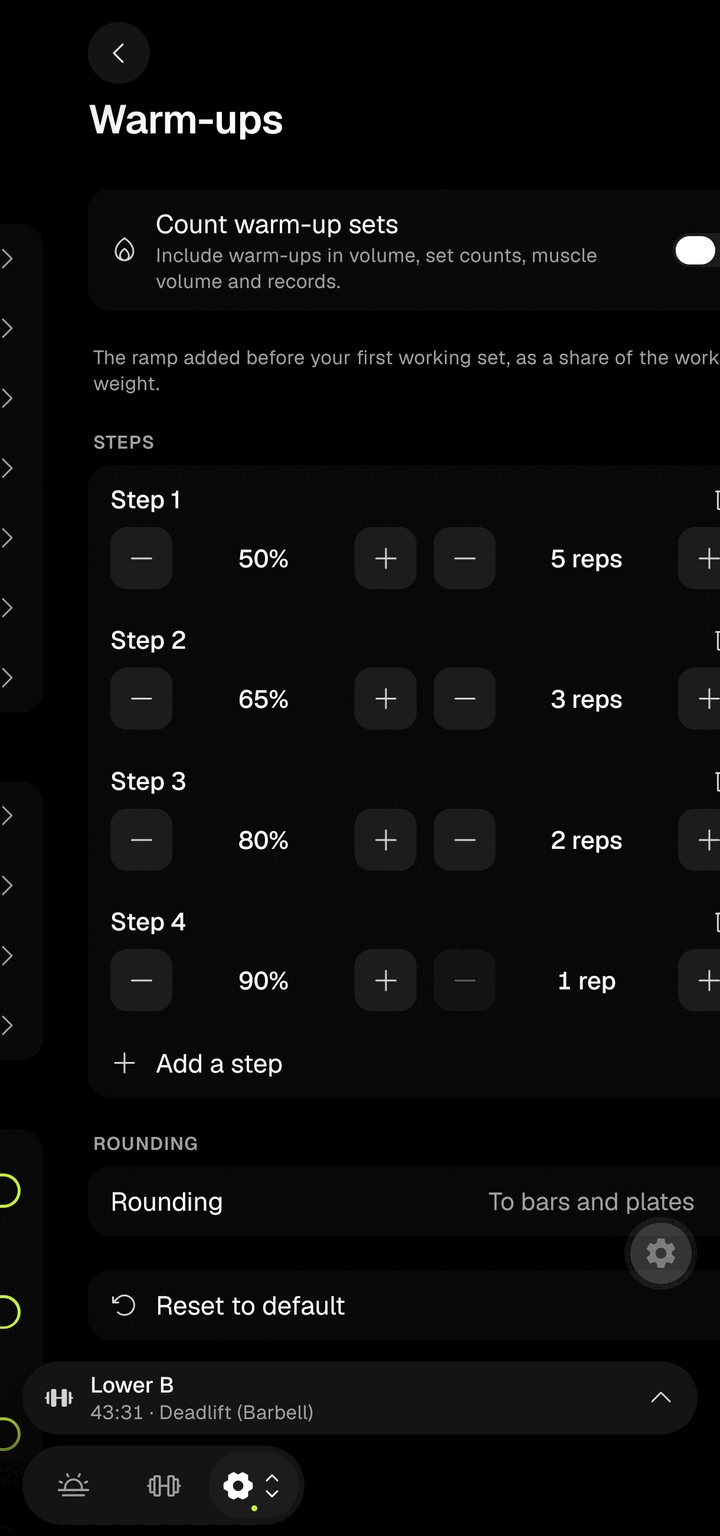 Warm-ups
Count warm-up sets
Include warm-ups in volume, set counts, muscle
volume and records.
The ramp added before your first working set, as a share of the work
weight.
STEPS
Step 1
50%
5 reps
Step 2
65%
3 reps
Step 3
80%
2 reps
Step 4
90%
1 rep
Add a step
ROUNDING
Rounding
To bars and plates
Reset to default
Lower B
43:31 · Deadlift (Barbell)